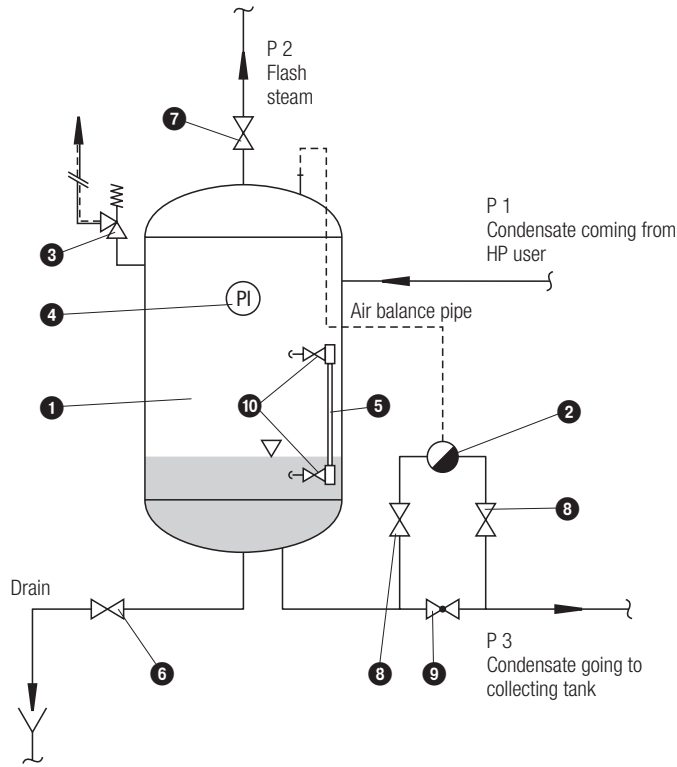 P 2
Flash
steam
7
3
P 1
Condensate coming from
HP user
4
PI
Air balance pipe
1
10
5
2
8
Drain
6
8
9
P 3
Condensate going to
collecting tank